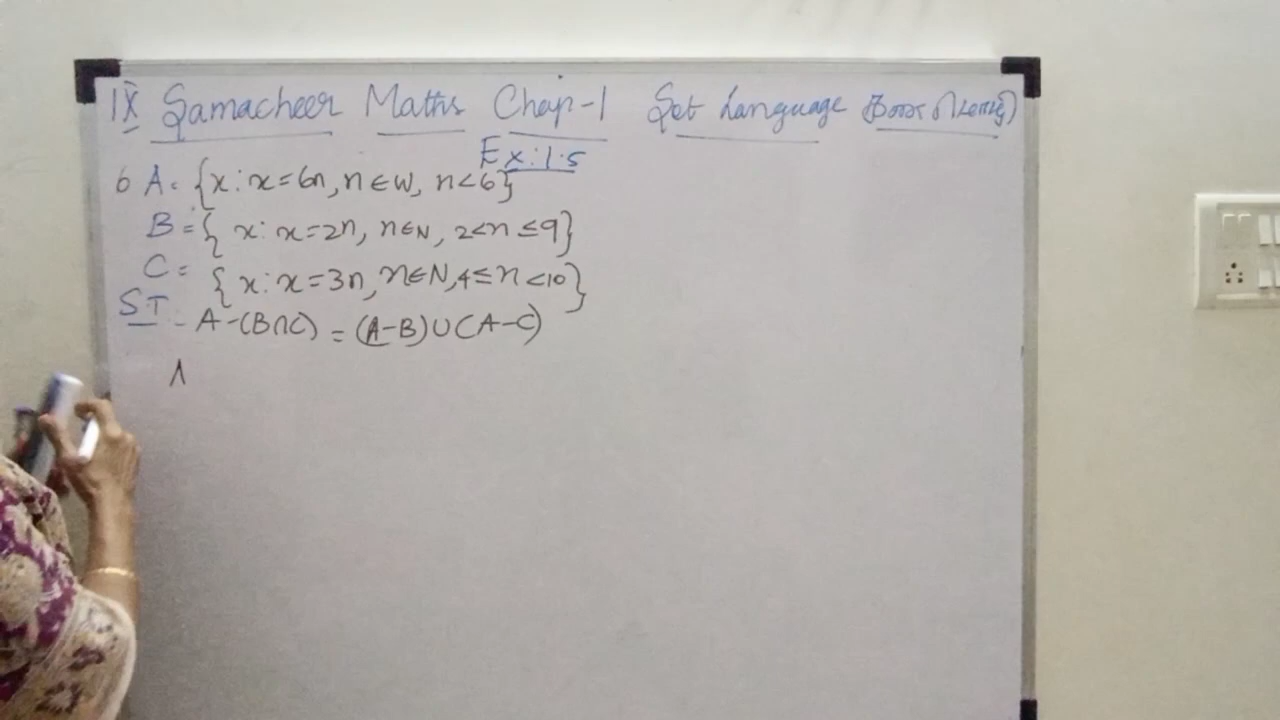 IX Samacheer Maths Chap-1 Set Language கணமொழி
Ex:1.5
6 A = {x : x = 6n, n ∈ W, n < 6}
B = { x : x = 2n, n ∈ N, 2 < n ≤ 9}
C = { x : x = 3n, n ∈ N, 4 ≤ n < 10}
S.T - A-(B∩C) = (A-B)∪(A-C)